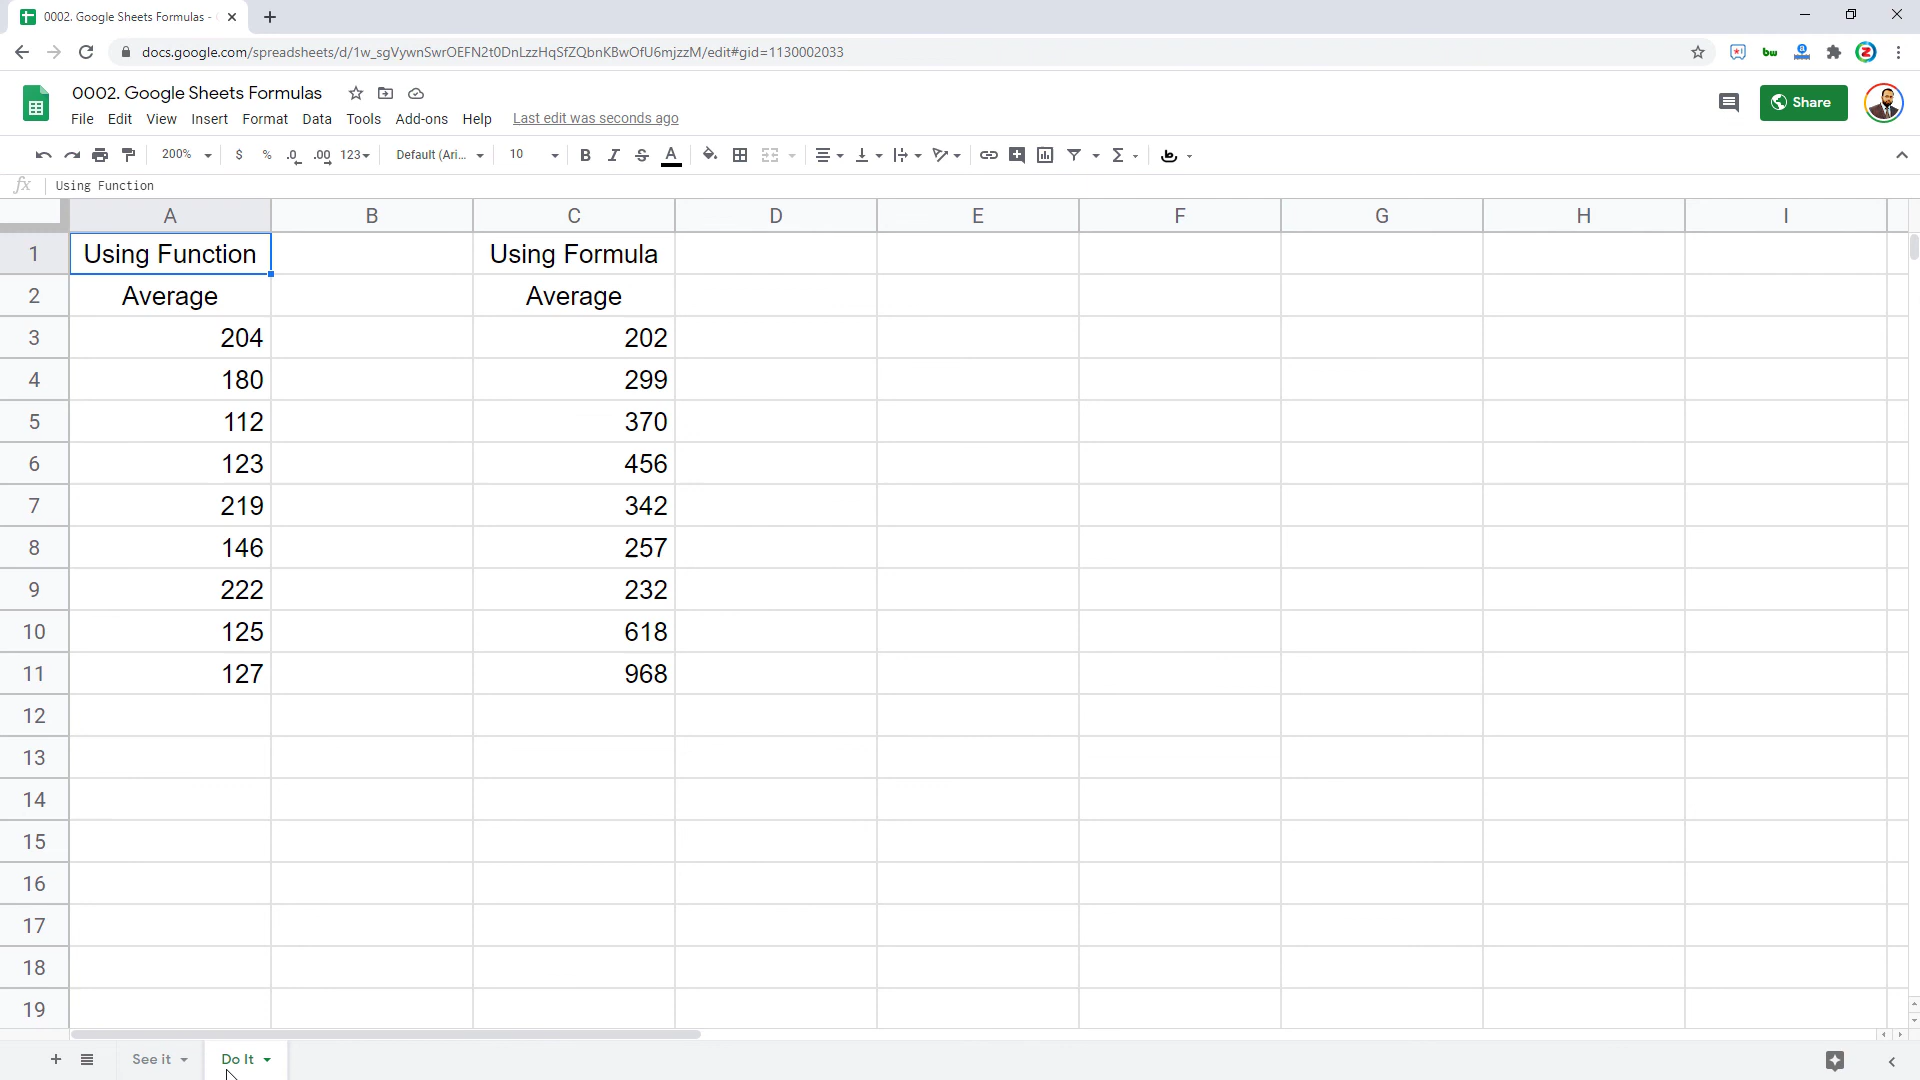 0002. Google Sheets Formulas -
docs.google.com/spreadsheets/d/1w_sgVywnSwrOEFN2t0DnLzzHqSfZQbnKBwOfU6mjzzM/edit#gid=1130002033
0002. Google Sheets Formulas
File Edit View Insert Format Data Tools Add-ons Help Last edit was seconds ago
Share
200% $ % .0 .00 123 Default (Ari... 10 B I S A
fx Using Function
A B C D E F G H I
1 Using Function Using Formula
2 Average Average
3 204 202
4 180 299
5 112 370
6 123 456
7 219 342
8 146 257
9 222 232
10 125 618
11 127 968
12
13
14
15
16
17
18
19
See it Do It